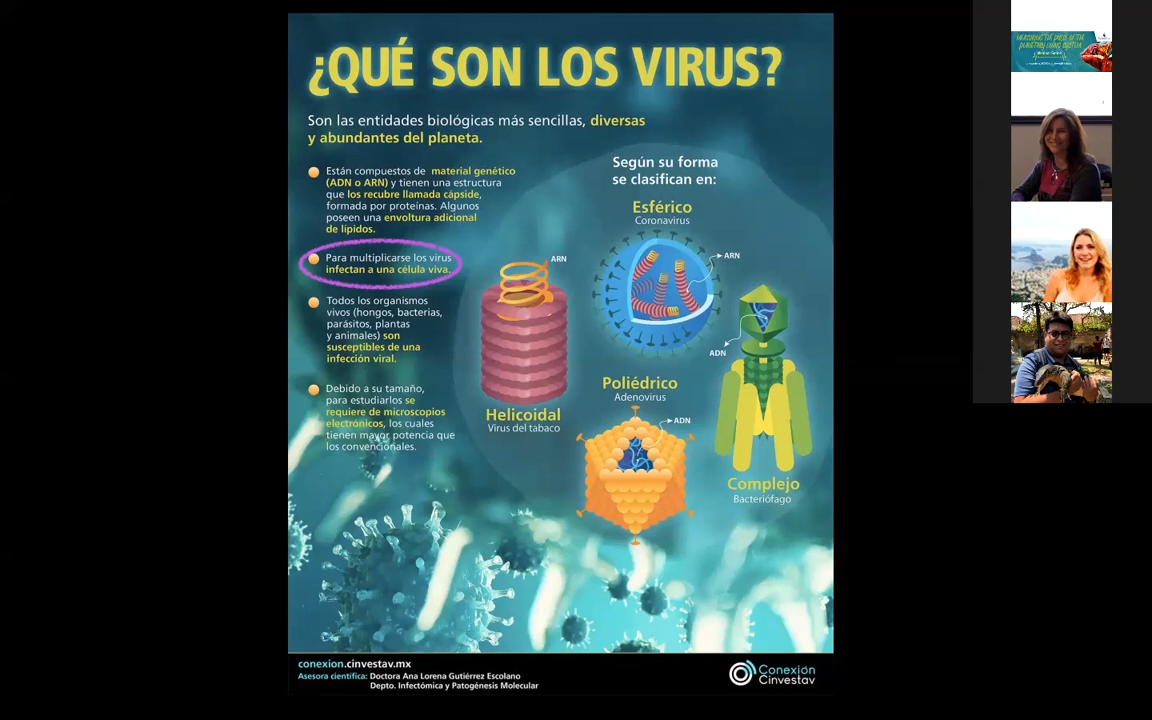 ¿QUÉ SON LOS VIRUS?
Son las entidades biológicas más sencillas, diversas
y abundantes del planeta.
Están compuestos de material genético
(ADN o ARN) y tienen una estructura
que los recubre llamada cápside,
formada por proteínas. Algunos
poseen una envoltura adicional
de lípidos.
Para multiplicarse los virus
infectan a una célula viva.
Todos los organismos
vivos (hongos, bacterias,
parásitos, plantas
y animales) son
susceptibles de una
infección viral.
Debido a su tamaño,
para estudiarlos se
requiere de microscopios
electrónicos, los cuales
tienen mayor potencia que
los convencionales.
Según su forma
se clasifican en:
Esférico
Coronavirus
ARN
ARN
Helicoidal
Virus del tabaco
Poliédrico
Adenovirus
ADN
ADN
Complejo
Bacteriófago
conexion.cinvestav.mx
Asesora científica: Doctora Ana Lorena Gutiérrez Escolano
Depto. Infectómica y Patogénesis Molecular
Conexión
Cinvestav